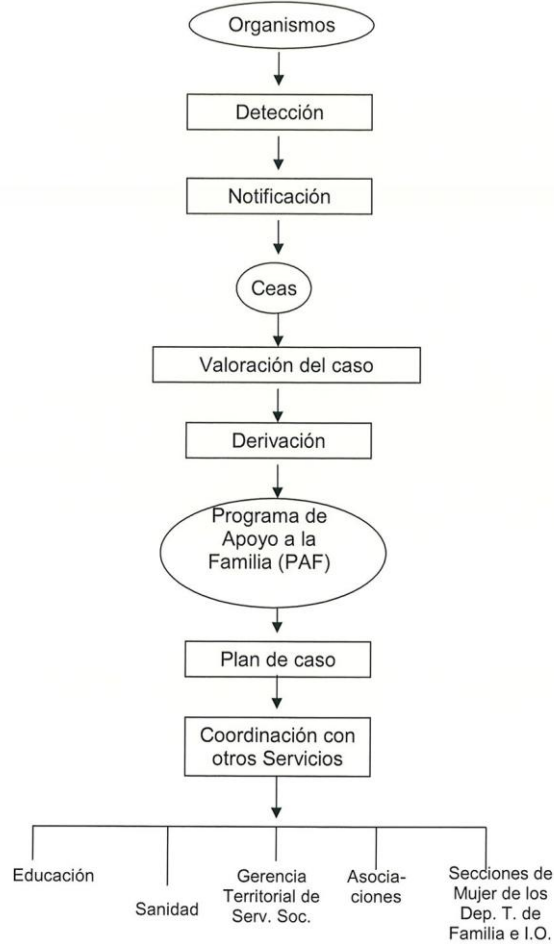 Organismos
Detección
Notificación
Ceas
Valoración del caso
Derivación
Programa de
Apoyo a la
Familia (PAF)
Plan de caso
Coordinación con
otros Servicios
Educación
Sanidad
Gerencia
Territorial de
Serv. Soc.
Asocia-
ciones
Secciones de
Mujer de los
Dep. T. de
Familia e I.O.